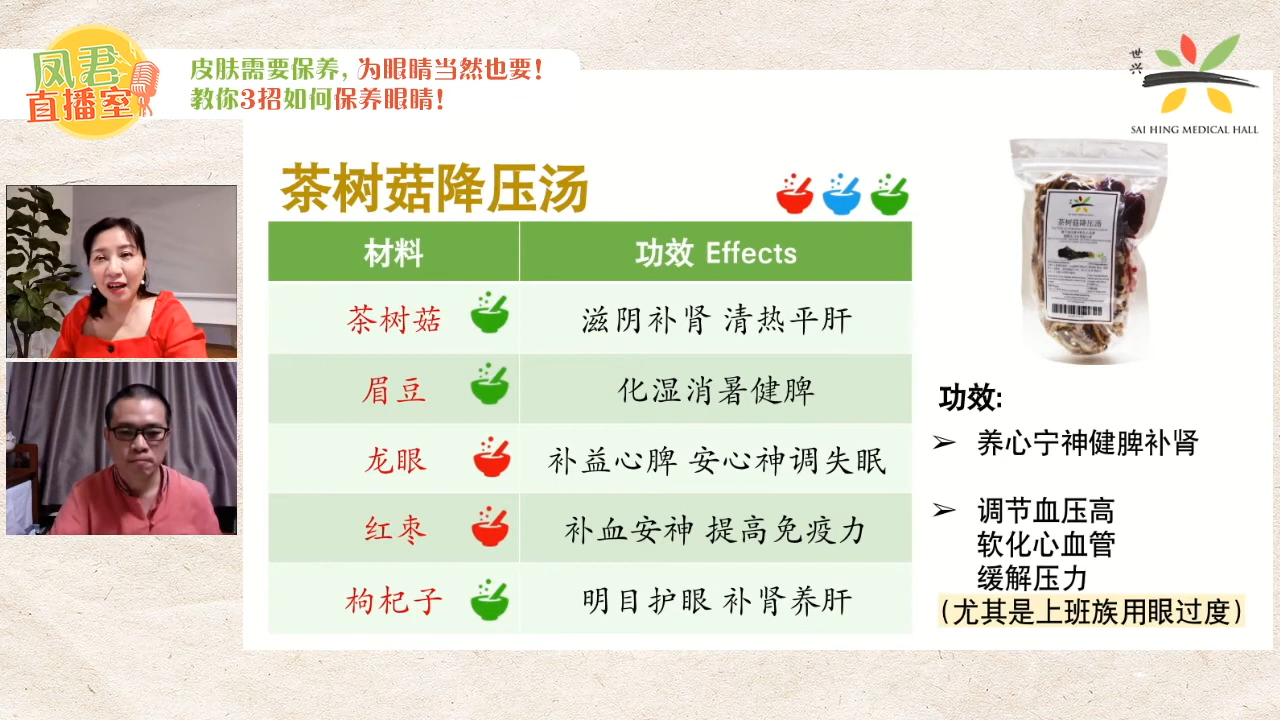 凤君
直播室
皮肤需要保养,为眼睛当然也要!
教你3招如何保养眼睛!
世兴
SAI HING MEDICAL HALL
茶树菇降压汤
材料 功效 Effects
茶树菇 滋阴补肾 清热平肝
眉豆 化湿消暑健脾
龙眼 补益心脾 安心神调失眠
红枣 补血安神 提高免疫力
枸杞子 明目护眼 补肾养肝
茶树菇降压汤
功效:
➢ 养心宁神健脾补肾
➢ 调节血压高
软化心血管
缓解压力
(尤其是上班族用眼过度)